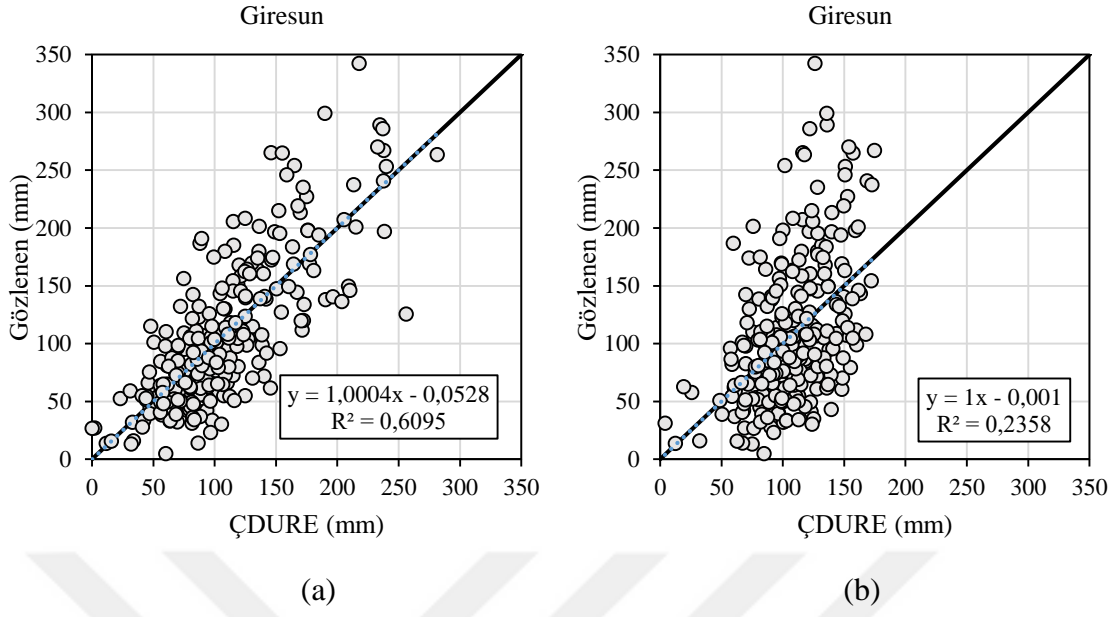 Giresun
350
300
250
200
150
100
50
0
Gözlenen (mm)
y = 1,0004x - 0,0528
R² = 0,6095
0 50 100 150 200 250 300 350
ÇDURE (mm)
(a)
Giresun
350
300
250
200
150
100
50
0
Gözlenen (mm)
y = 1x - 0,001
R² = 0,2358
0 50 100 150 200 250 300 350
ÇDURE (mm)
(b)